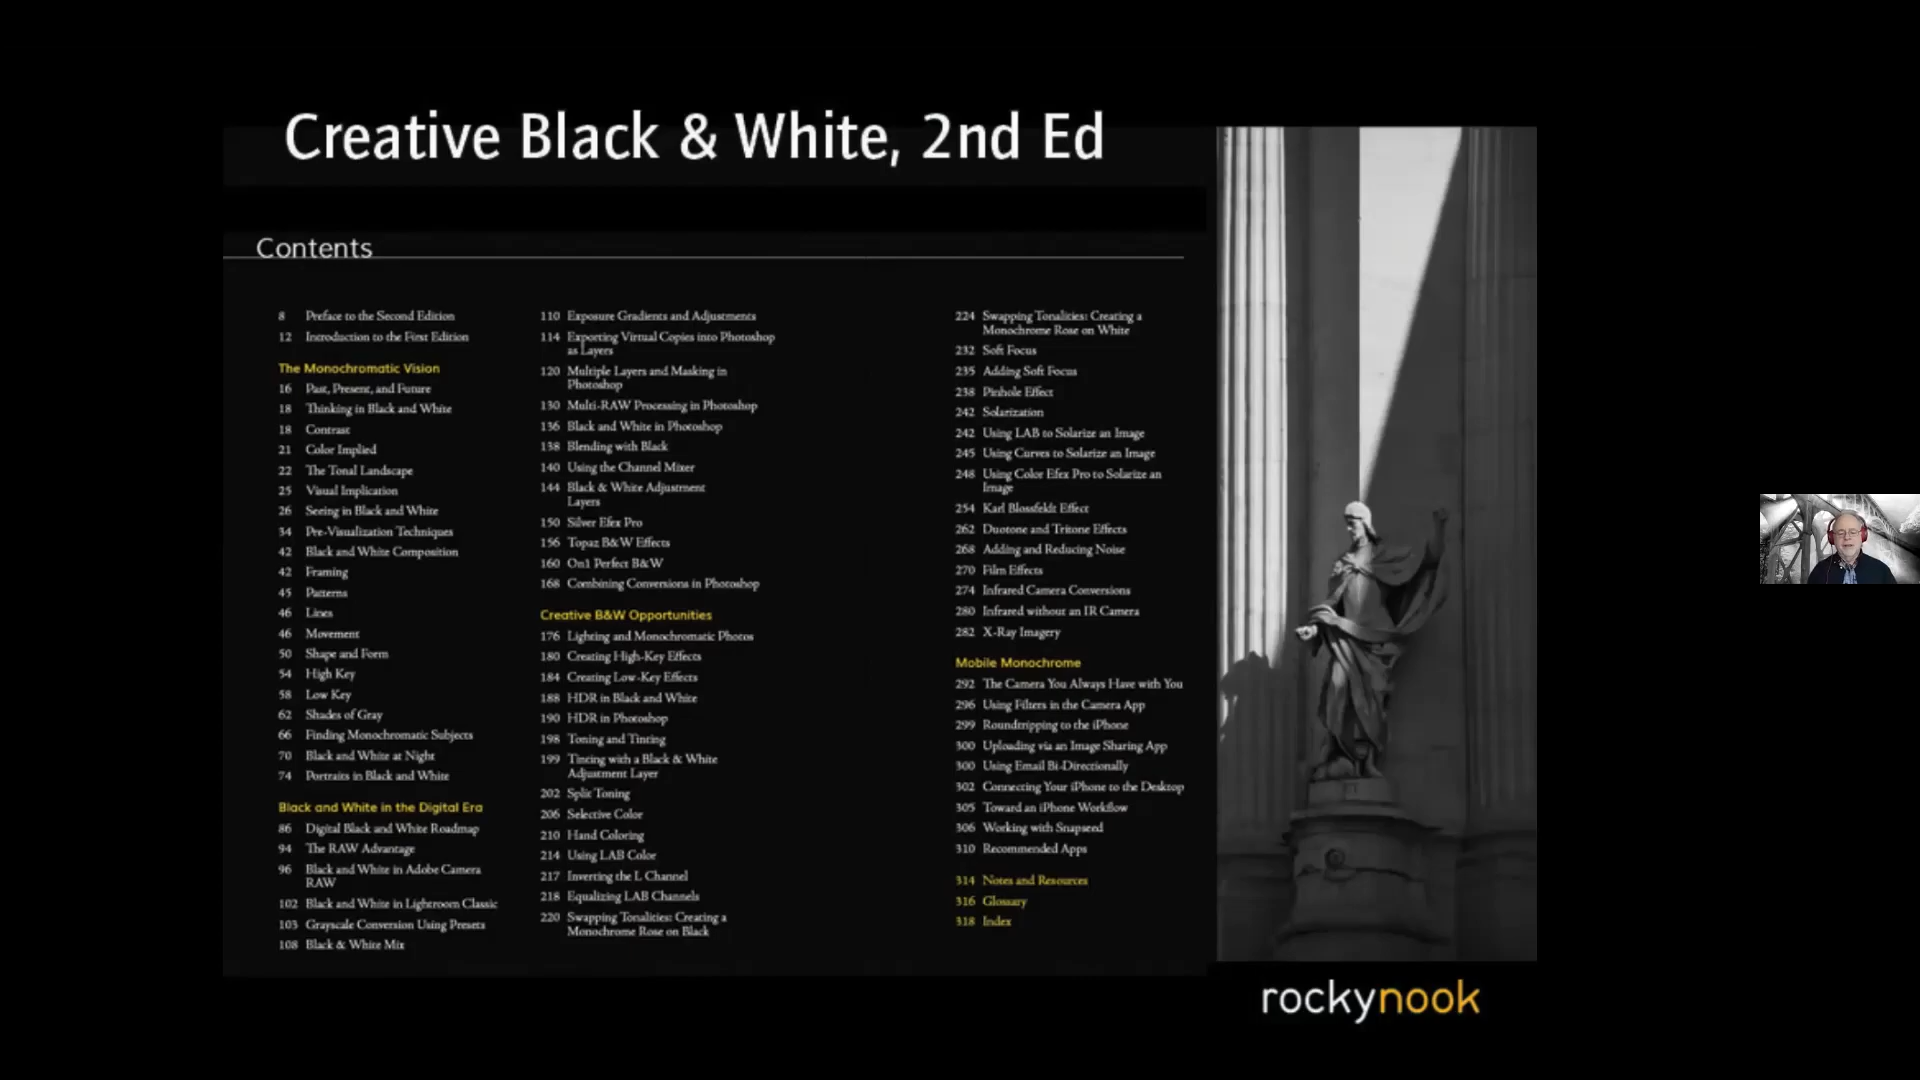 Creative Black & White, 2nd Ed
Contents
8 Preface to the Second Edition
12 Introduction to the First Edition
The Monochromatic Vision
16 Past, Present, and Future
18 Thinking in Black and White
18 Contrast
21 Color Implied
22 The Tonal Landscape
25 Visual Implication
26 Seeing in Black and White
34 Pre-Visualization Techniques
42 Black and White Composition
42 Framing
45 Patterns
46 Lines
46 Movement
50 Shape and Form
54 High Key
58 Low Key
62 Shades of Gray
66 Finding Monochromatic Subjects
70 Black and White at Night
74 Portraits in Black and White
Black and White in the Digital Era
86 Digital Black and White Roadmap
94 The RAW Advantage
96 Black and White in Adobe Camera
RAW
102 Black and White in Lightroom Classic
103 Grayscale Conversion Using Presets
108 Black & White Mix
110 Exposure Gradients and Adjustments
114 Exporting Virtual Copies into Photoshop
as Layers
120 Multiple Layers and Masking in
Photoshop
130 Multi-RAW Processing in Photoshop
136 Black and White in Photoshop
138 Blending with Black
140 Using the Channel Mixer
144 Black & White Adjustment
Layers
150 Silver Efex Pro
156 Topaz B&W Effects
160 On1 Perfect B&W
168 Combining Conversions in Photoshop
Creative B&W Opportunities
176 Lighting and Monochromatic Photos
180 Creating High-Key Effects
184 Creating Low-Key Effects
188 HDR in Black and White
190 HDR in Photoshop
198 Toning and Tinting
199 Tinting with a Black & White
Adjustment Layer
202 Split Toning
206 Selective Color
210 Hand Coloring
214 Using LAB Color
217 Inverting the L Channel
218 Equalizing LAB Channels
220 Swapping Tonalities: Creating a
Monochrome Rose on Black
224 Swapping Tonalities: Creating a
Monochrome Rose on White
232 Soft Focus
235 Adding Soft Focus
238 Pinhole Effect
242 Solarization
242 Using LAB to Solarize an Image
245 Using Curves to Solarize an Image
248 Using Color Efex Pro to Solarize an
Image
254 Karl Blossfeldt Effect
262 Duotone and Tritone Effects
268 Adding and Reducing Noise
270 Film Effects
274 Infrared Camera Conversions
280 Infrared without an IR Camera
282 X-Ray Imagery
Mobile Monochrome
292 The Camera You Always Have with You
296 Using Filters in the Camera App
299 Roundtripping to the iPhone
300 Uploading via an Image Sharing App
300 Using Email Bi-Directionally
302 Connecting Your iPhone to the Desktop
305 Toward an iPhone Workflow
306 Working with Snapseed
310 Recommended Apps
314 Notes and Resources
316 Glossary
318 Index
rockynook